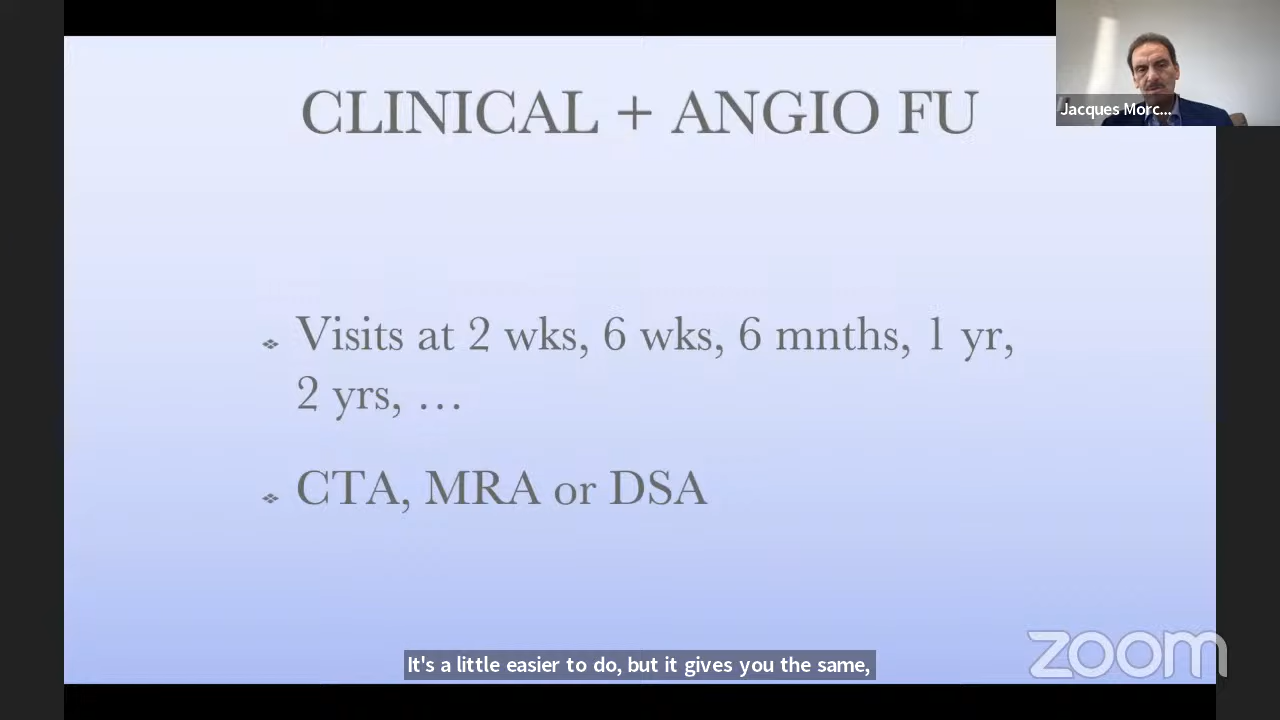 CLINICAL + ANGIO FU
Jacques Morc...
Visits at 2 wks, 6 wks, 6 mnths, 1 yr,
2 yrs, …
CTA, MRA or DSA
It's a little easier to do, but it gives you the same,
zoom